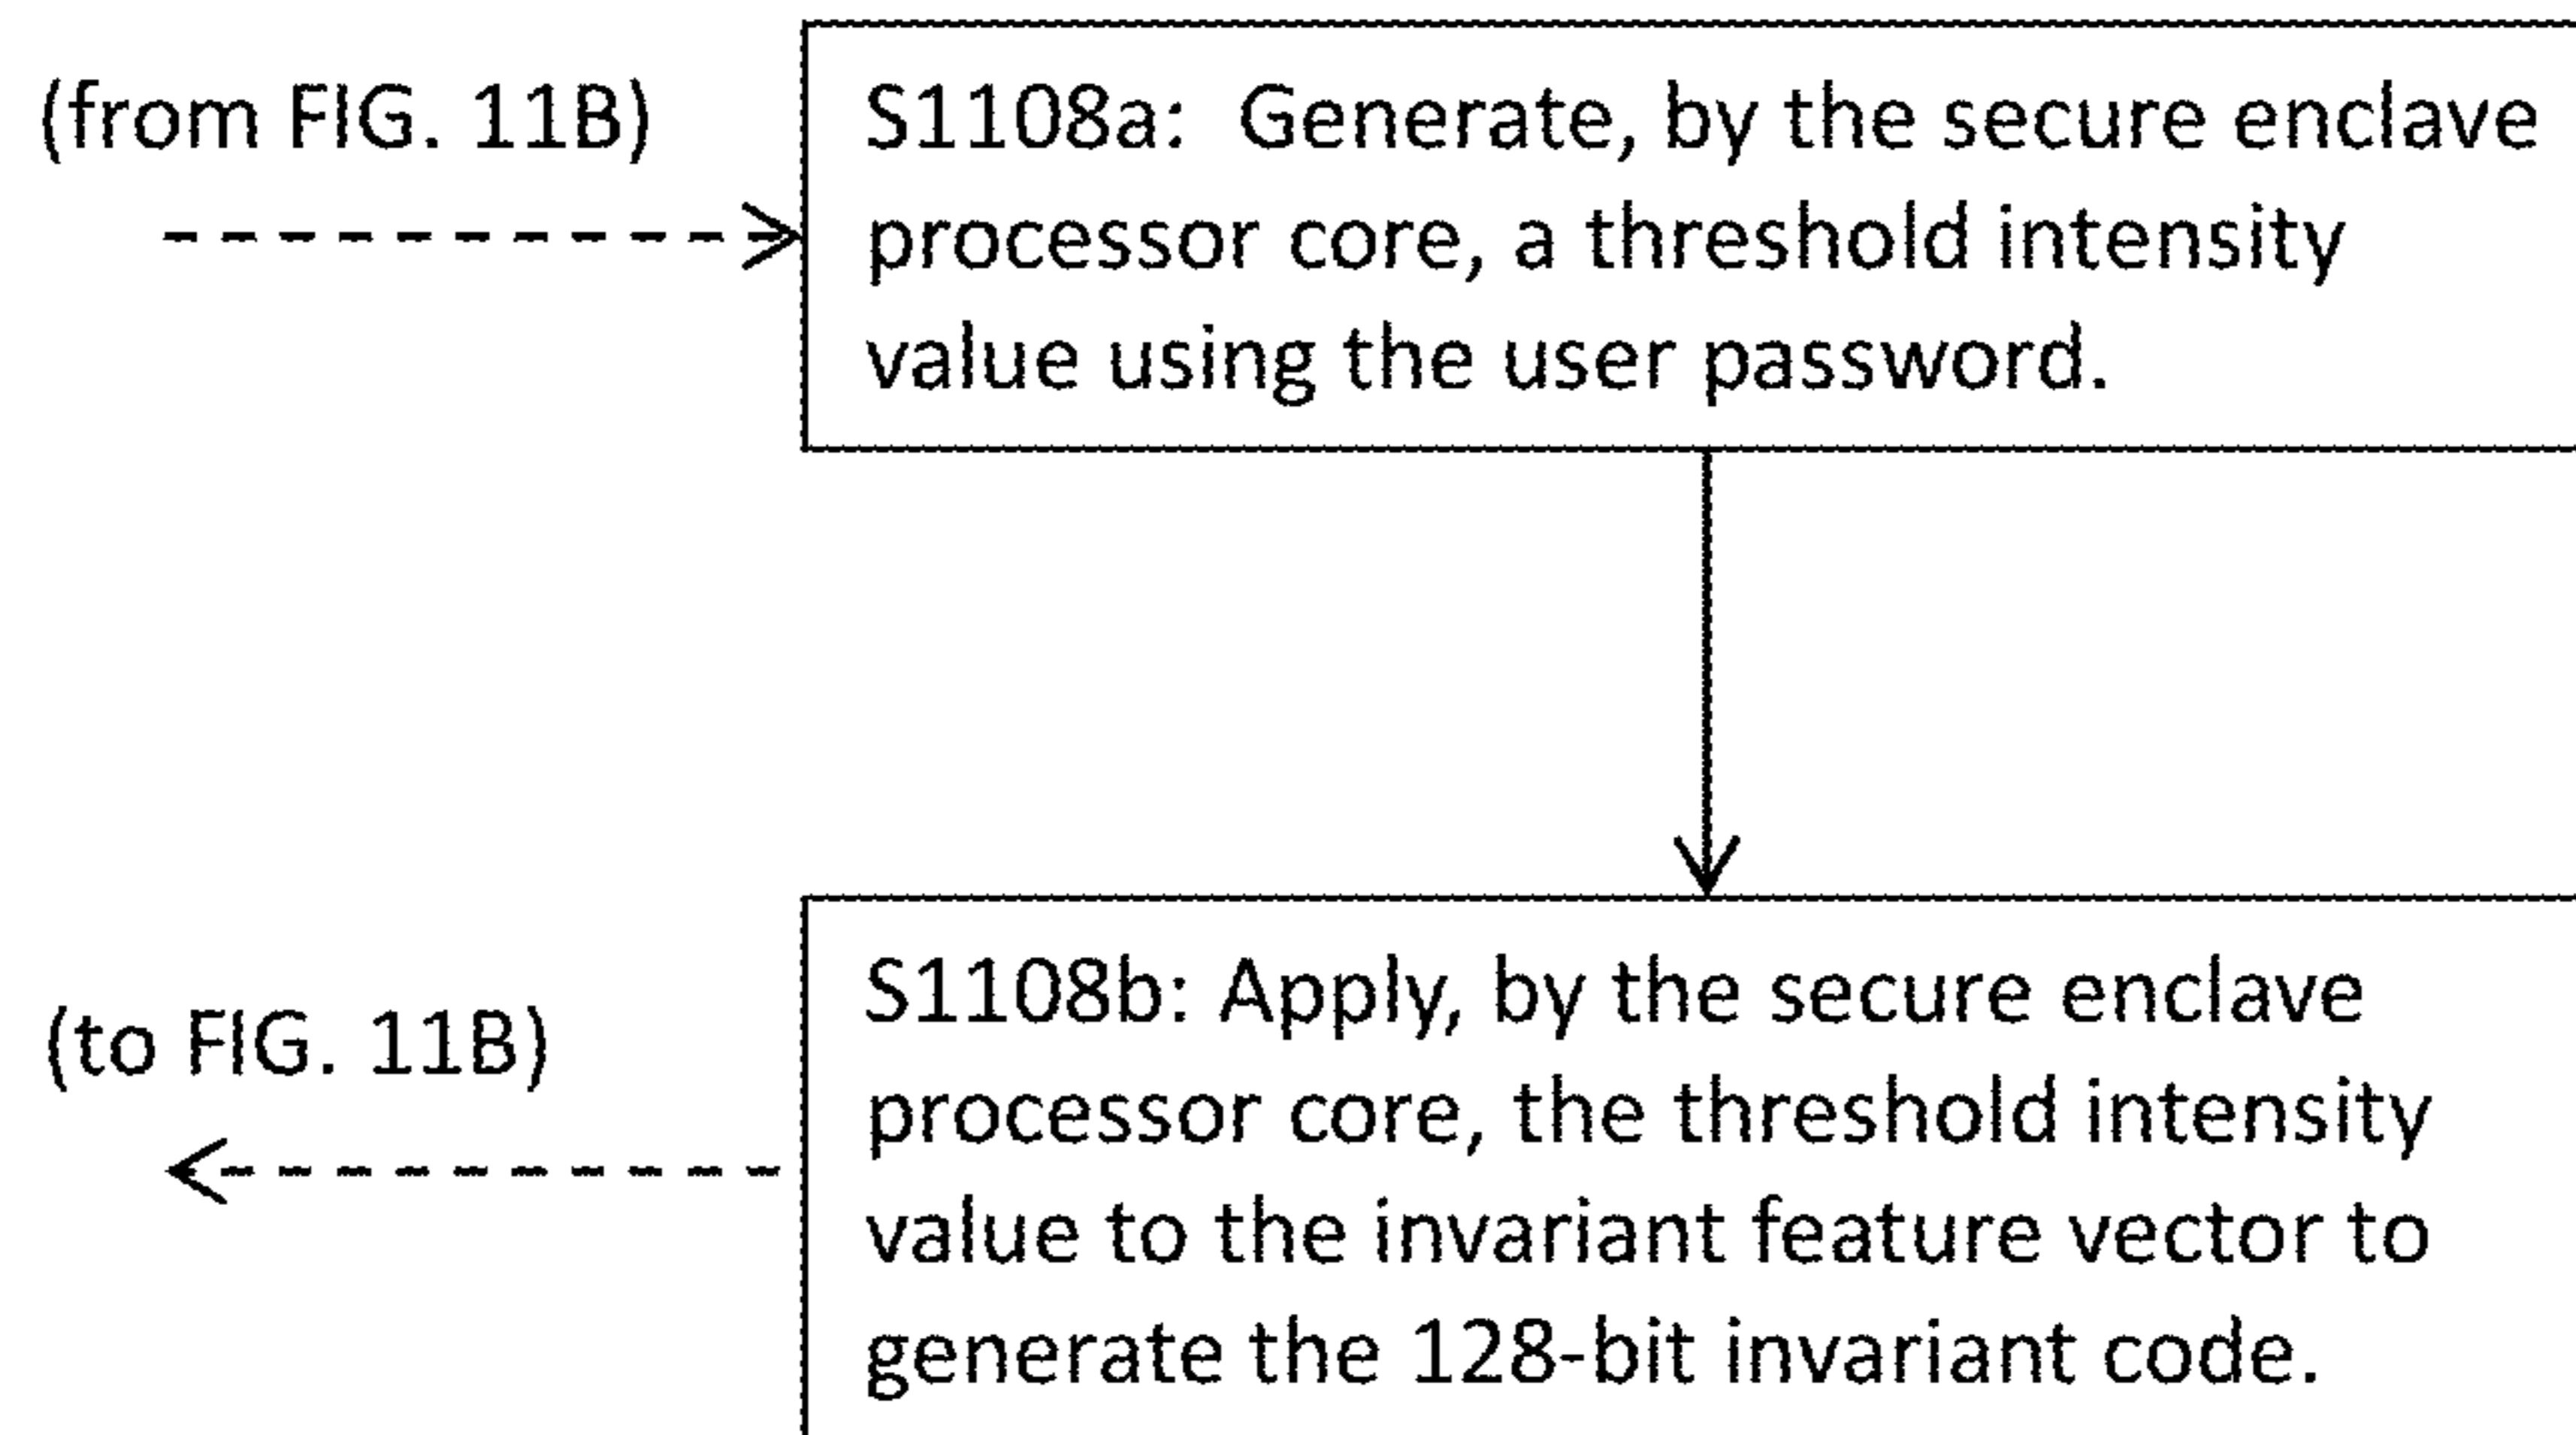 (from FIG. 11B)
S1108a:  Generate, by the secure enclave
processor core, a threshold intensity
value using the user password.
(to FIG. 11B)
S1108b: Apply, by the secure enclave
processor core, the threshold intensity
value to the invariant feature vector to
generate the 128-bit invariant code.